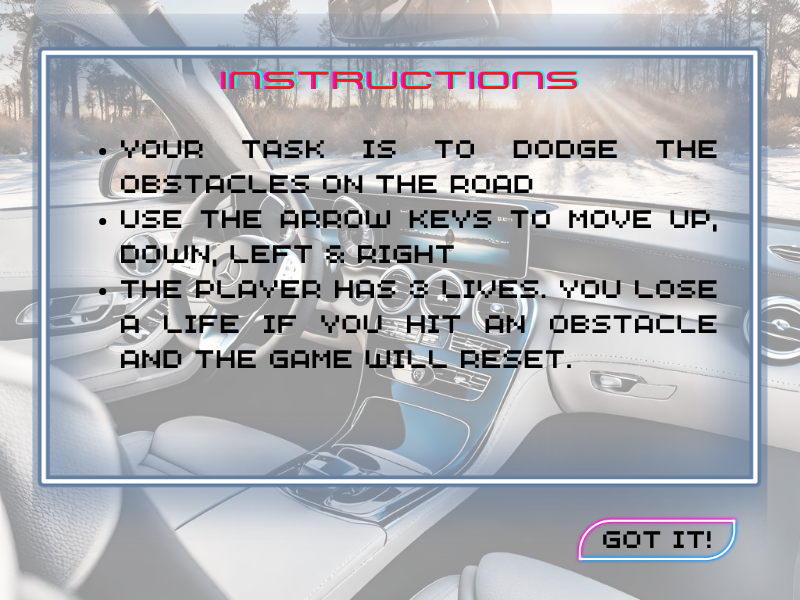 INSTRUCTIONS
• YOUR TASK IS TO DODGE THE
OBSTACLES ON THE ROAD
• USE THE ARROW KEYS TO MOVE UP,
DOWN, LEFT & RIGHT
• THE PLAYER HAS 3 LIVES. YOU LOSE
A LIFE IF YOU HIT AN OBSTACLE
AND THE GAME WILL RESET.
GOT IT!